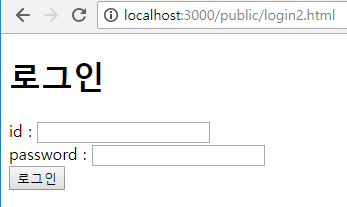 localhost:3000/public/login2.html
로그인
id :
password :
로그인